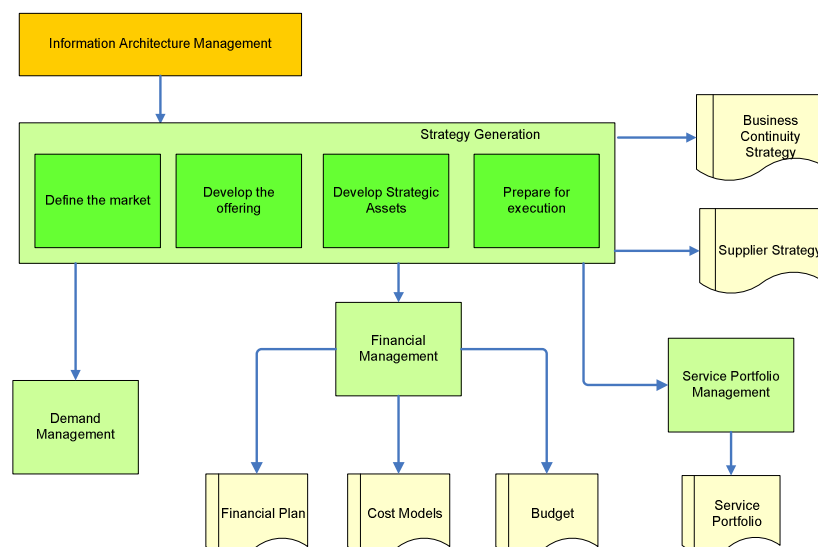 Information Architecture Management
Business
Continuity
Strategy
Strategy Generation
Define the market
Develop the
offering
Develop Strategic
Assets
Prepare for
execution
Supplier Strategy
Financial
Management
Service Portfolio
Management
Demand
Management
Financial Plan
Cost Models
Budget
Service
Portfolio